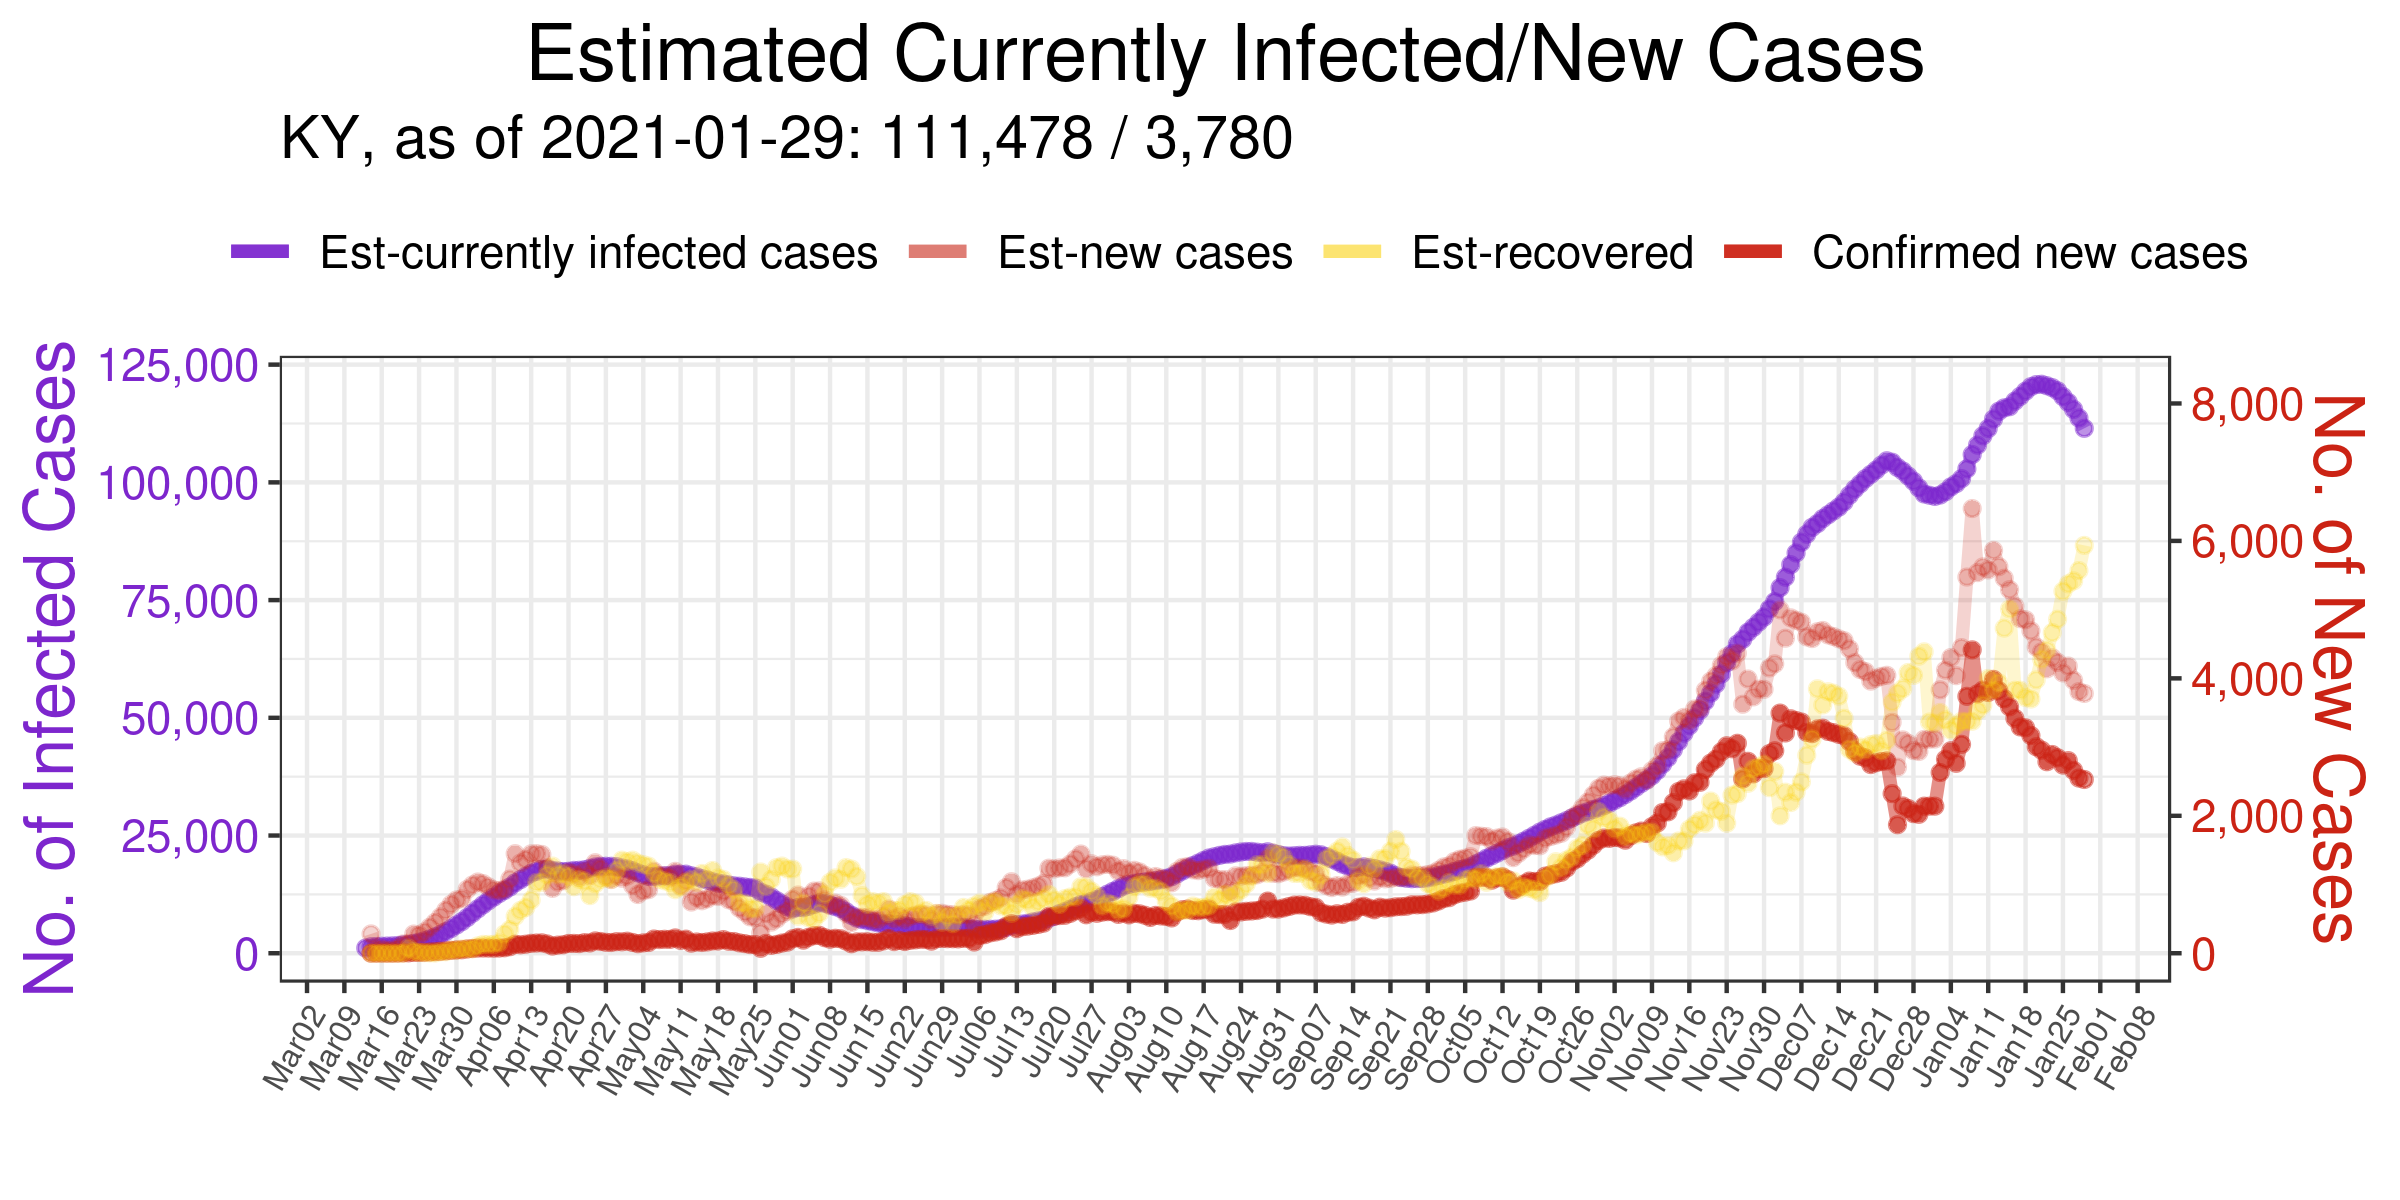 Estimated Currently Infected/New Cases
KY, as of 2021-01-29: 111,478 / 3,780
Est-currently infected cases Est-new cases Est-recovered Confirmed new cases
No. of Infected Cases
125,000
100,000
75,000
50,000
25,000
0
8,000
6,000
4,000
2,000
0
No. of New Cases
Mar02 Mar09 Mar16 Mar23 Mar30 Apr06 Apr13 Apr20 Apr27 May04 May11 May18 May25 Jun01 Jun08 Jun15 Jun22 Jun29 Jul06 Jul13 Jul20 Jul27 Aug03 Aug10 Aug17 Aug24 Aug31 Sep07 Sep14 Sep21 Sep28 Oct05 Oct12 Oct19 Oct26 Nov02 Nov09 Nov16 Nov23 Nov30 Dec07 Dec14 Dec21 Dec28 Jan04 Jan11 Jan18 Jan25 Feb01 Feb08